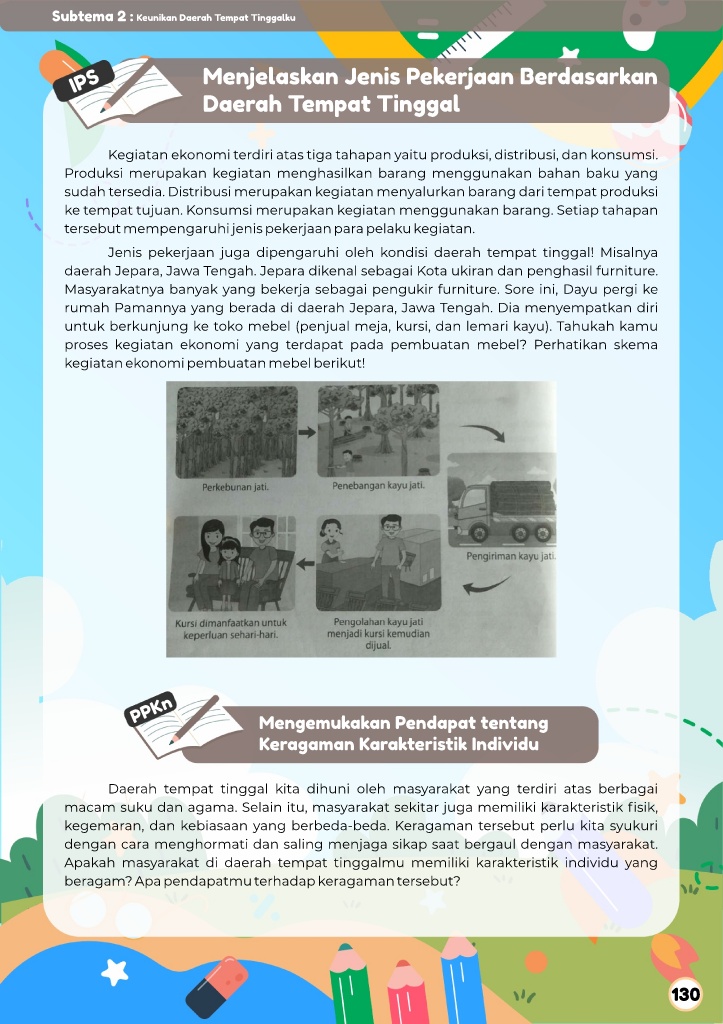 Subtema 2 : Keunikan Daerah Tempat Tinggalku
IPS
Menjelaskan Jenis Pekerjaan Berdasarkan
Daerah Tempat Tinggal
Kegiatan ekonomi terdiri atas tiga tahapan yaitu produksi, distribusi, dan konsumsi.
Produksi merupakan kegiatan menghasilkan barang menggunakan bahan baku yang
sudah tersedia. Distribusi merupakan kegiatan menyalurkan barang dari tempat produksi
ke tempat tujuan. Konsumsi merupakan kegiatan menggunakan barang. Setiap tahapan
tersebut mempengaruhi jenis pekerjaan para pelaku kegiatan.
Jenis pekerjaan juga dipengaruhi oleh kondisi daerah tempat tinggal! Misalnya
daerah Jepara, Jawa Tengah. Jepara dikenal sebagai Kota ukiran dan penghasil furniture.
Masyarakatnya banyak yang bekerja sebagai pengukir furniture. Sore ini, Dayu pergi ke
rumah Pamannya yang berada di daerah Jepara, Jawa Tengah. Dia menyempatkan diri
untuk berkunjung ke toko mebel (penjual meja, kursi, dan lemari kayu). Tahukah kamu
proses kegiatan ekonomi yang terdapat pada pembuatan mebel? Perhatikan skema
kegiatan ekonomi pembuatan mebel berikut!
Perkebunan jati.
Penebangan kayu jati.
Pengiriman kayu jati.
Kursi dimanfaatkan untuk
keperluan sehari-hari.
Pengolahan kayu jati
menjadi kursi kemudian
dijual.
PPKn
Mengemukakan Pendapat tentang
Keragaman Karakteristik Individu
Daerah tempat tinggal kita dihuni oleh masyarakat yang terdiri atas berbagai
macam suku dan agama. Selain itu, masyarakat sekitar juga memiliki karakteristik fisik,
kegemaran, dan kebiasaan yang berbeda-beda. Keragaman tersebut perlu kita syukuri
dengan cara menghormati dan saling menjaga sikap saat bergaul dengan masyarakat.
Apakah masyarakat di daerah tempat tinggalmu memiliki karakteristik individu yang
beragam? Apa pendapatmu terhadap keragaman tersebut?
130